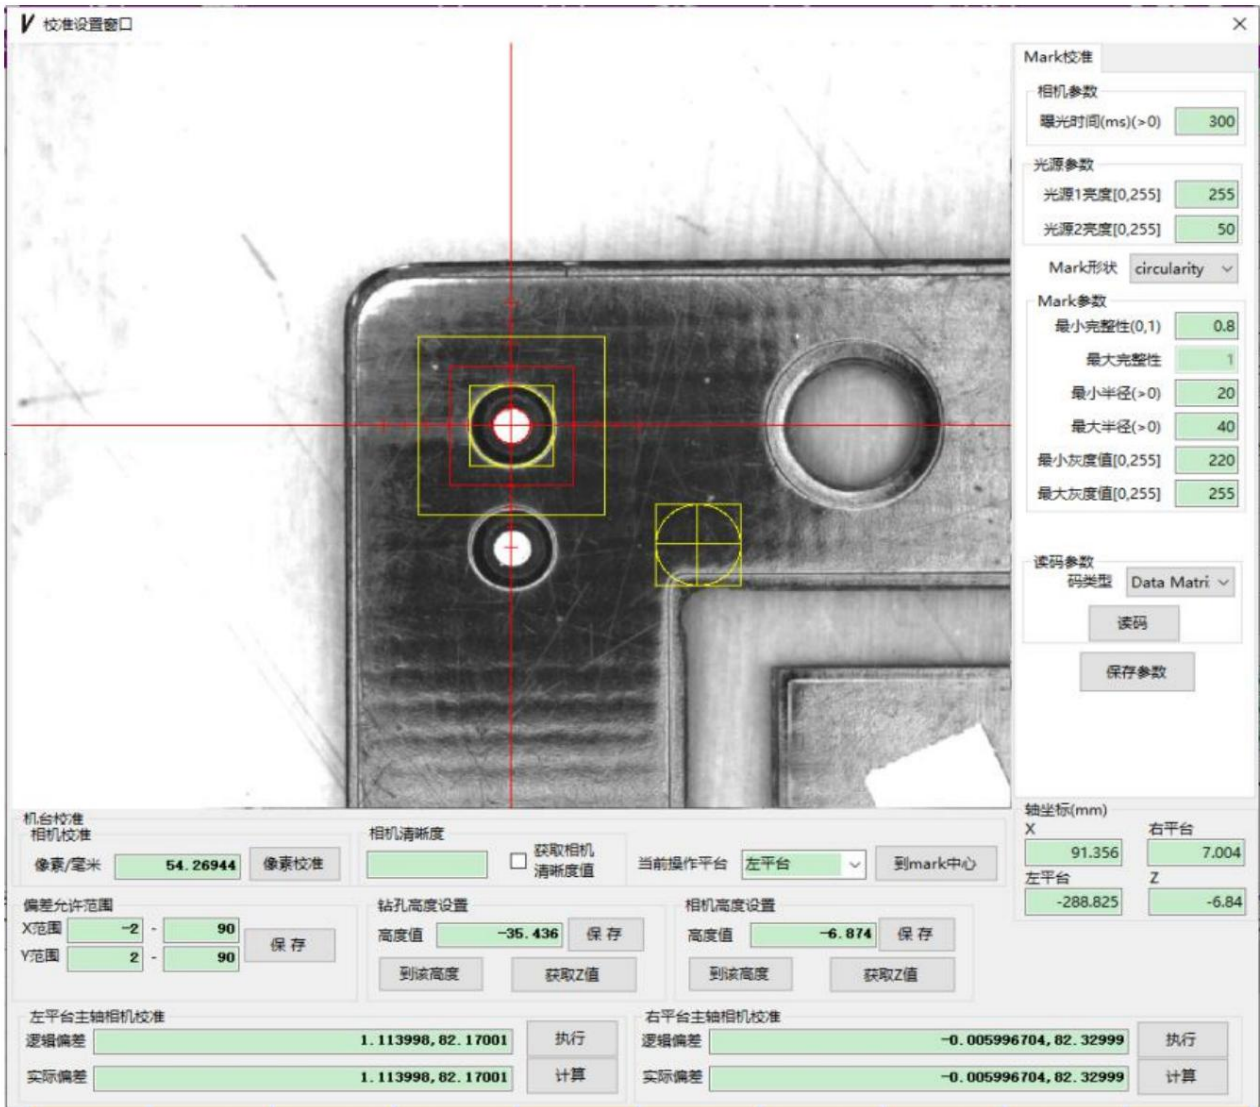 校准设置窗口
Mark校准
相机参数
曝光时间(ms)(>0) 300
光源参数
光源1亮度[0,255] 255
光源2亮度[0,255] 50
Mark形状 circularity
Mark参数
最小完整性(0,1) 0.8
最大完整性 1
最小半径(>0) 20
最大半径(>0) 40
最小灰度值[0,255] 220
最大灰度值[0,255] 255
读码参数
码类型 Data Matri
读码
保存参数
机台校准
相机校准
像素/毫米 54.26944 像素校准
相机清晰度
获取相机
清晰度值
当前操作平台 左平台 到mark中心
轴坐标(mm)
X 右平台
91.356 7.004
左平台 Z
-288.825 -6.84
偏差允许范围
X范围 -2 - 90
Y范围 2 - 90
保存
钻孔高度设置
高度值 -35.436 保存
到该高度 获取Z值
相机高度设置
高度值 -6.874 保存
到该高度 获取Z值
左平台主轴相机校准
逻辑偏差 1.113998,82.17001 执行
实际偏差 1.113998,82.17001 计算
右平台主轴相机校准
逻辑偏差 -0.005996704,82.32999 执行
实际偏差 -0.005996704,82.32999 计算